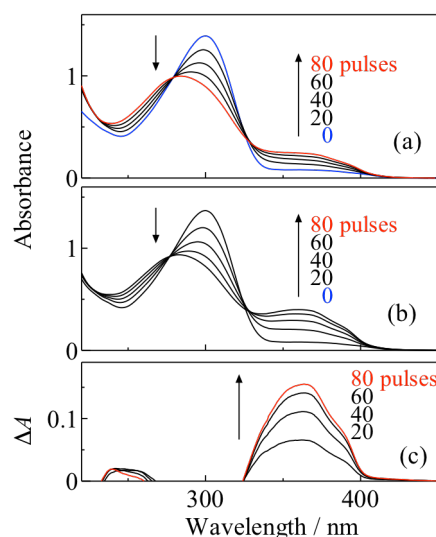 80 pulses
60
40
20
0
1
(a)
0
Absorbance
80 pulses
60
40
20
0
1
(b)
0
80 pulses
60
40
20
0.1
ΔA
(c)
0
300
400
Wavelength / nm